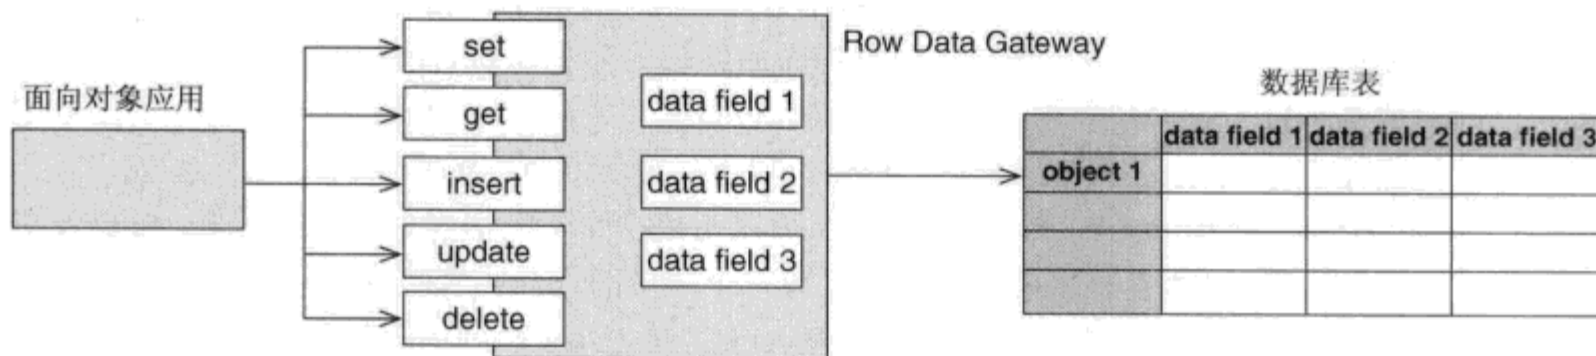 面向对象应用
set
get
insert
update
delete
data field 1
data field 2
data field 3
Row Data Gateway
数据库表
data field 1 data field 2 data field 3
object 1